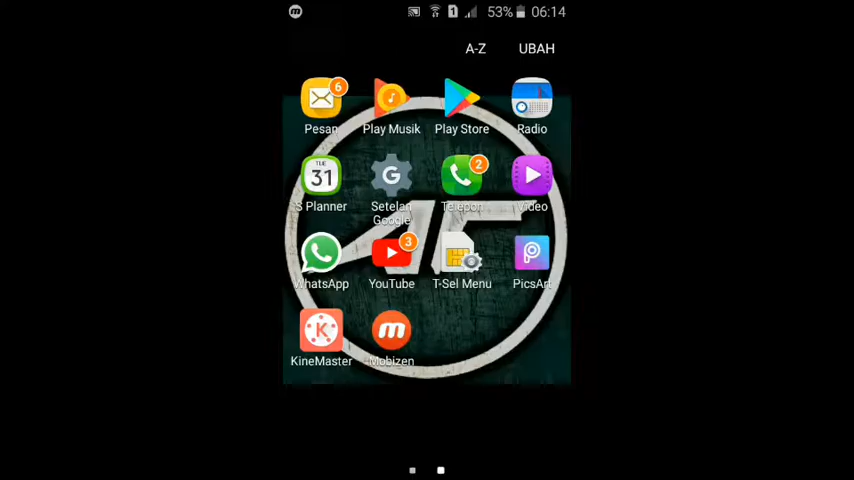 53% 06:14
A-Z UBAH
6
Pesan Play Musik Play Store Radio
TUE
31 G 2
S Planner Setelan Google Telepon Video
3
WhatsApp YouTube T-Sel Menu PicsArt
K m
KineMaster Mobizen